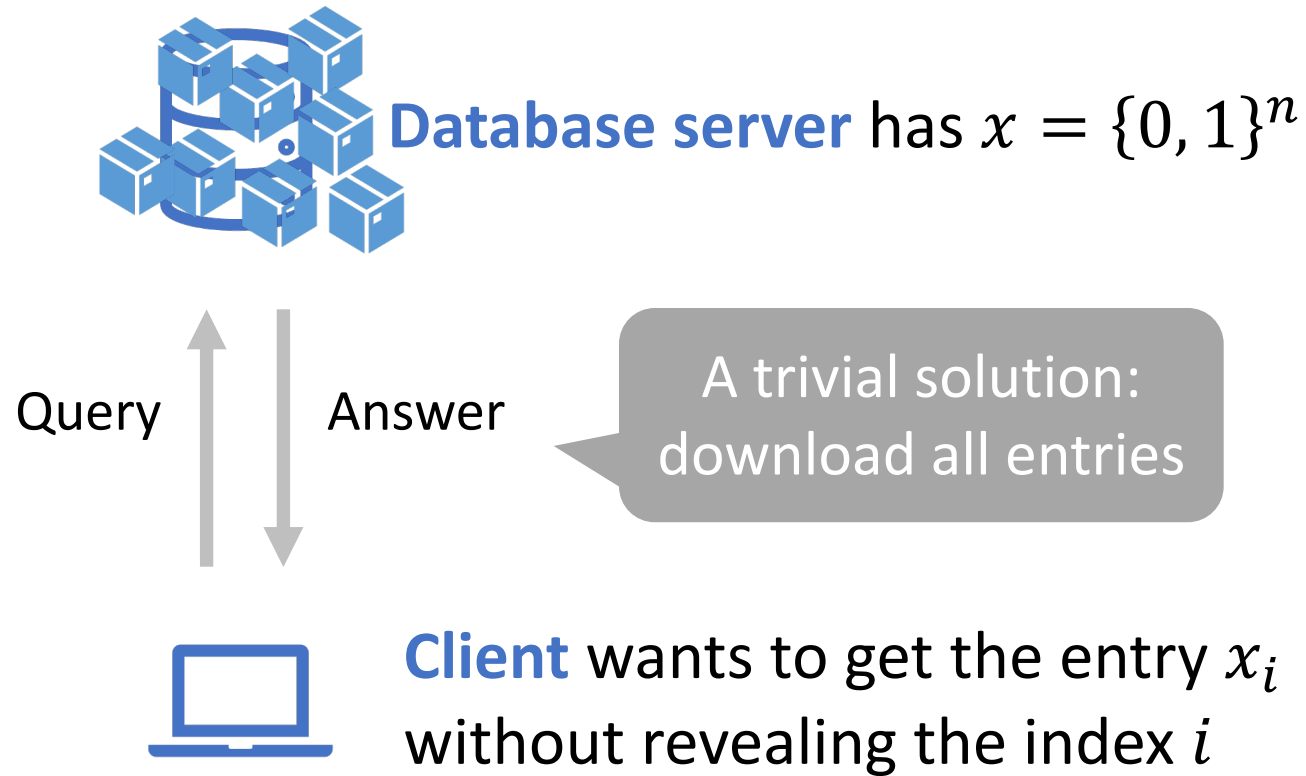 Database server has x = {0, 1}ⁿ
Query
Answer
A trivial solution:
download all entries
Client wants to get the entry xᵢ
without revealing the index i